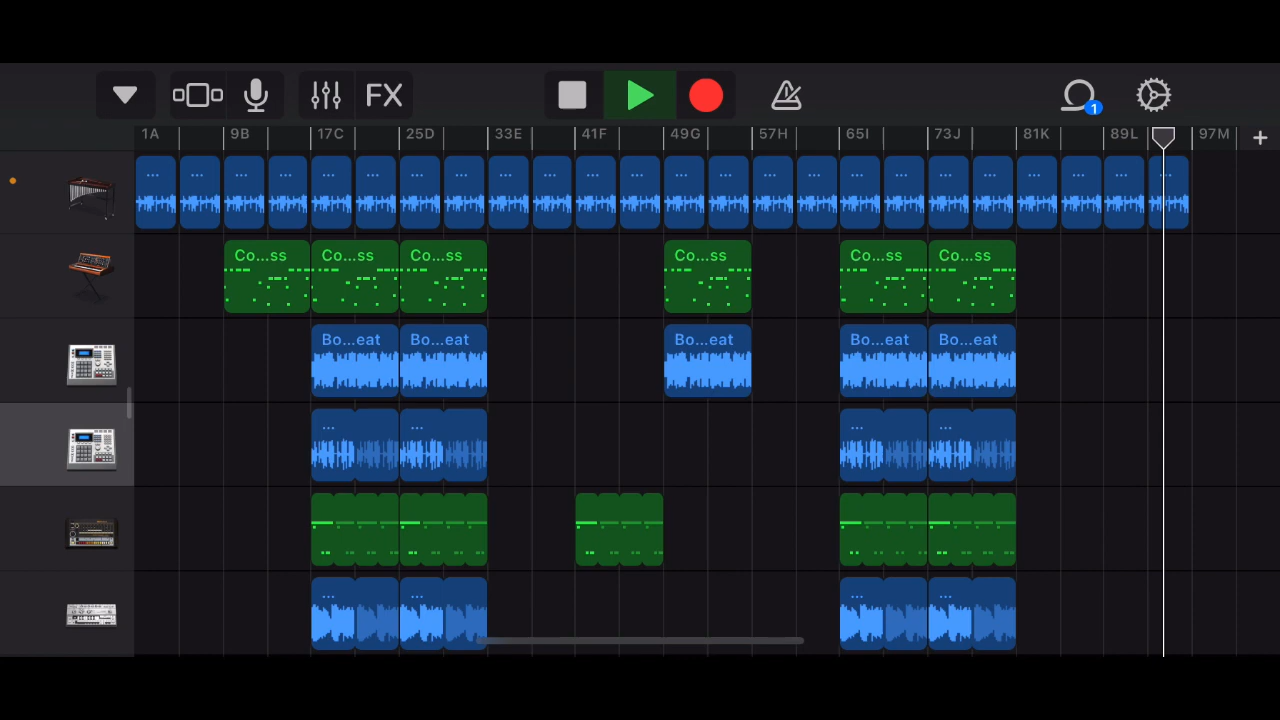 FX
1
1A 9B 17C 25D 33E 41F 49G 57H 65I 73J 81K 89L 97M +
... ... ... ... ... ... ... ... ... ... ... ... ... ... ... ... ... ... ... ... ... ... ... ...
Co...ss Co...ss Co...ss Co...ss Co...ss Co...ss
Bo...eat Bo...eat Bo...eat Bo...eat Bo...eat
... ... ... ...
... ... ... ...